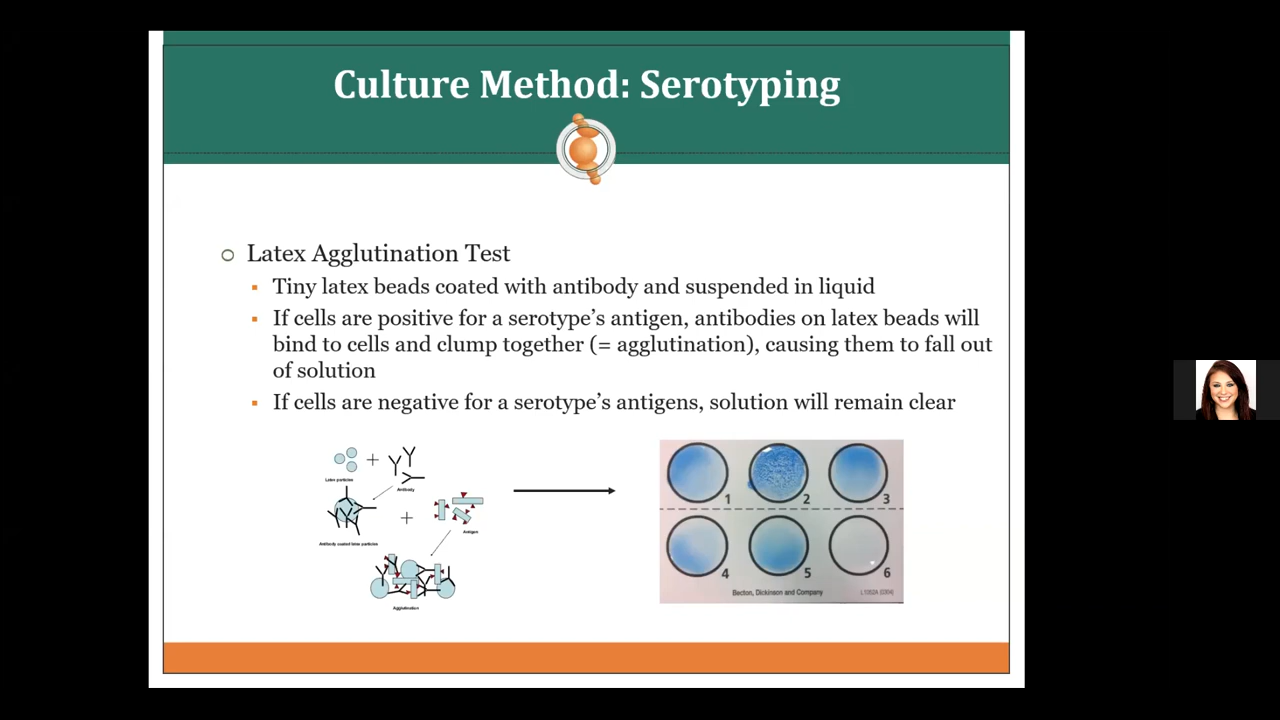 Culture Method: Serotyping
Latex Agglutination Test
Tiny latex beads coated with antibody and suspended in liquid
If cells are positive for a serotype’s antigen, antibodies on latex beads will
bind to cells and clump together (= agglutination), causing them to fall out
of solution
If cells are negative for a serotype’s antigens, solution will remain clear
Latex particles
Antibody
Antibody coated latex particles
Antigen
Agglutination
1
2
3
4
5
6
Becton, Dickinson and Company